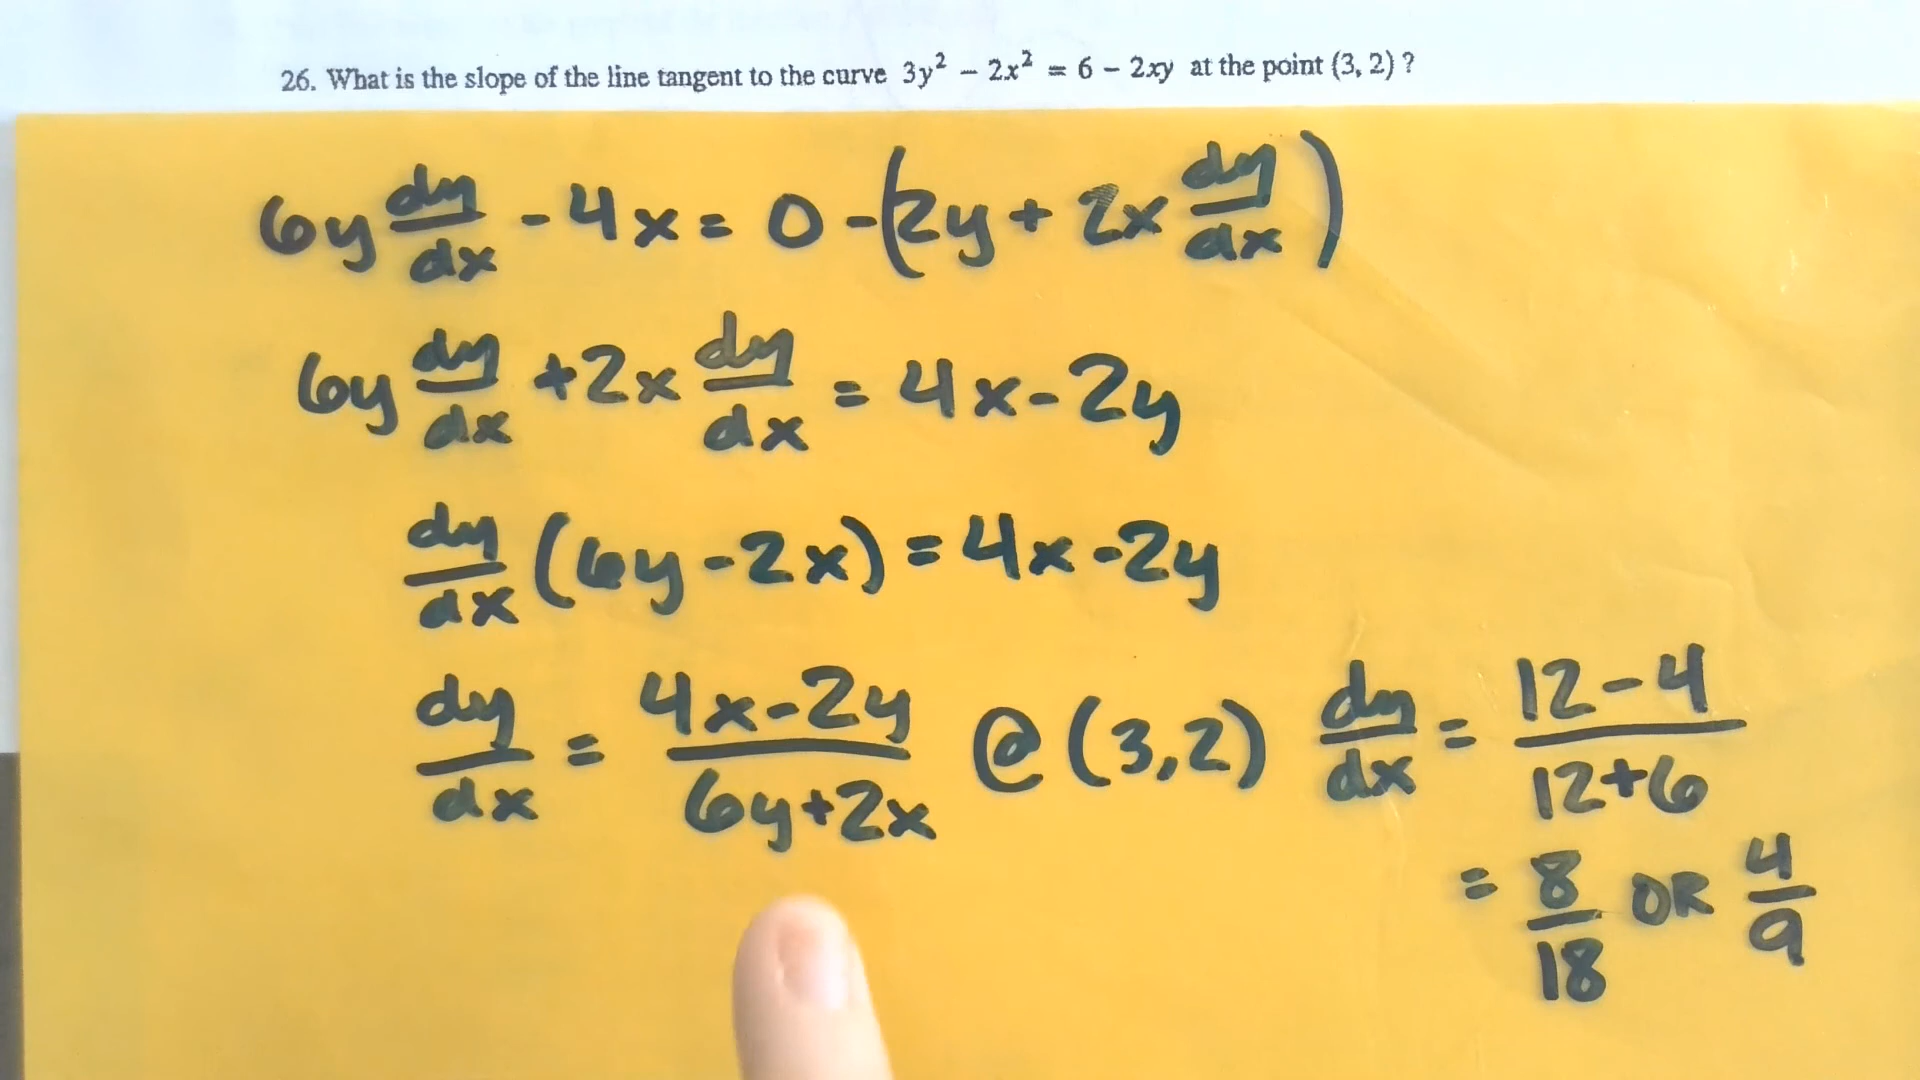 26. What is the slope of the line tangent to the curve 3y² − 2x² = 6 − 2xy at the point (3, 2) ?
6y dy/dx - 4x = 0 - (2y + 2x dy/dx)
6y dy/dx + 2x dy/dx = 4x - 2y
dy/dx (6y - 2x) = 4x - 2y
dy/dx = (4x - 2y)/(6y + 2x) @ (3,2) dy/dx = (12 - 4)/(12 + 6)
= 8/18 OR 4/9